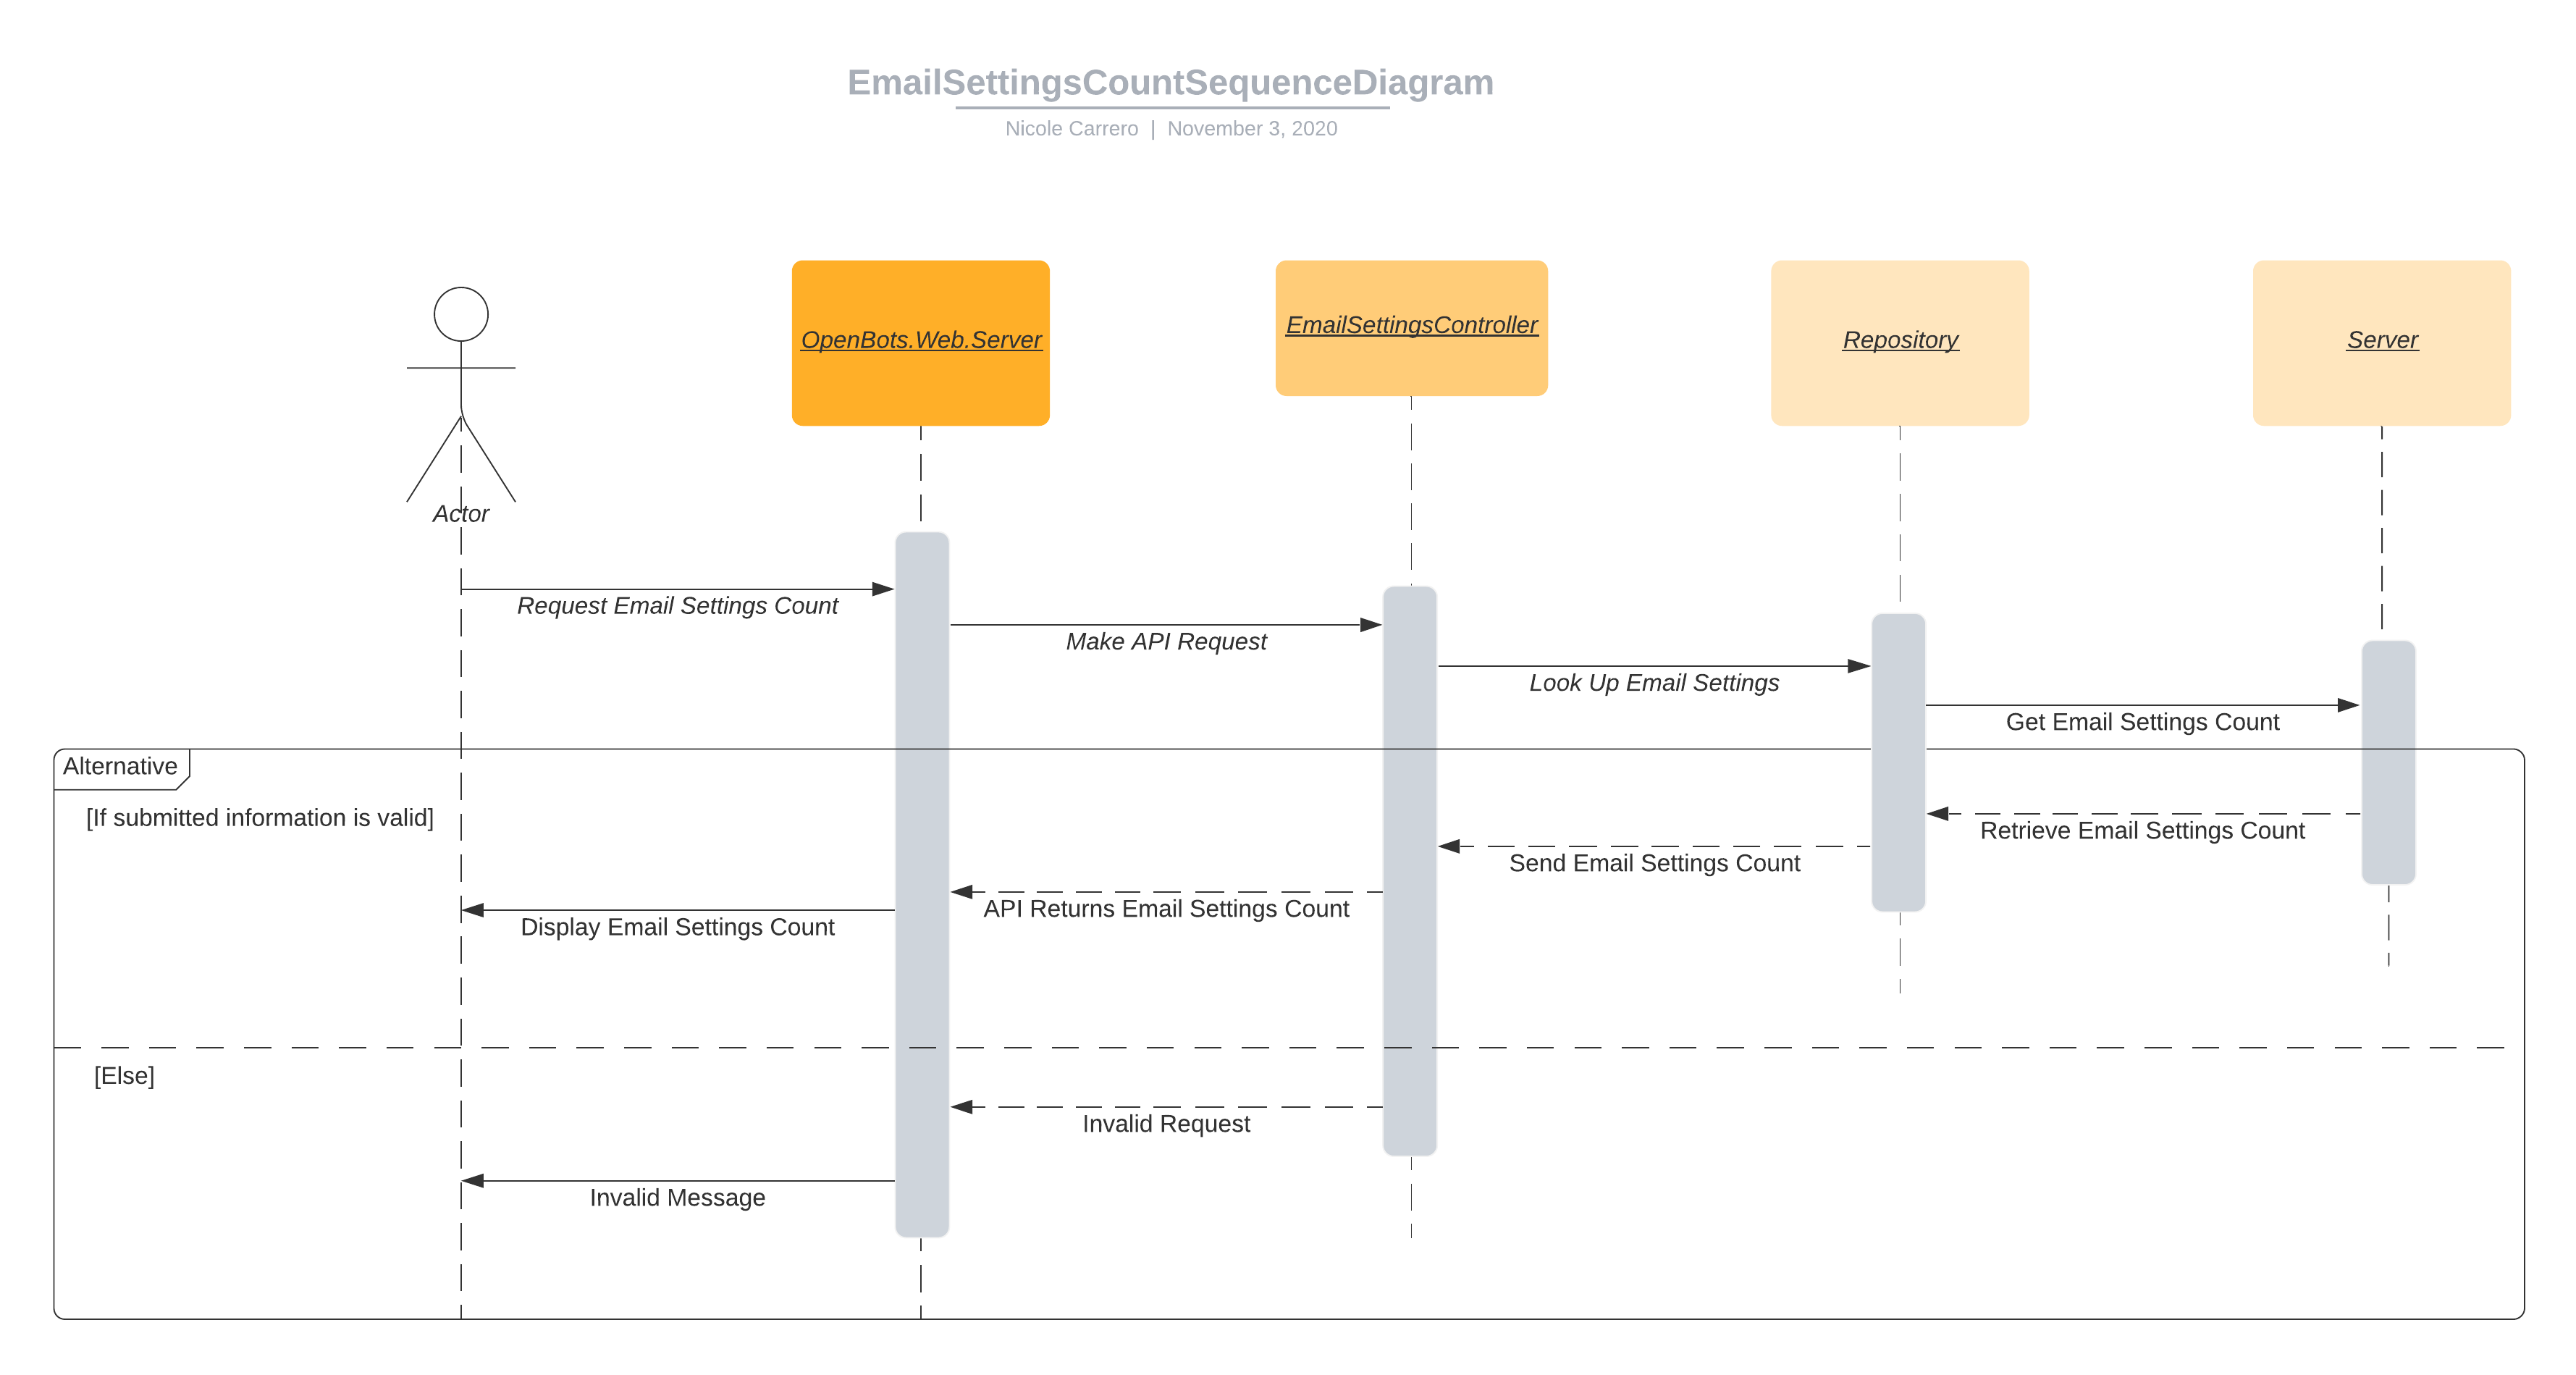 EmailSettingsCountSequenceDiagram
Nicole Carrero | November 3, 2020
OpenBots.Web.Server
EmailSettingsController
Repository
Server
Actor
Request Email Settings Count
Make API Request
Look Up Email Settings
Get Email Settings Count
Alternative
[If submitted information is valid]
Retrieve Email Settings Count
Send Email Settings Count
API Returns Email Settings Count
Display Email Settings Count
[Else]
Invalid Request
Invalid Message